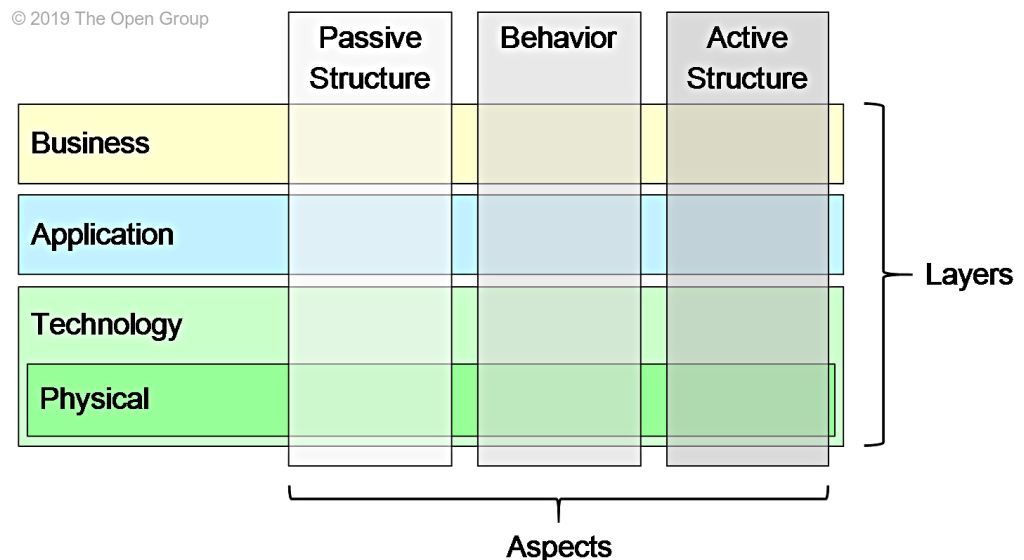 © 2019 The Open Group
Passive
Structure
Behavior
Active
Structure
Business
Application
Technology
Physical
Layers
Aspects